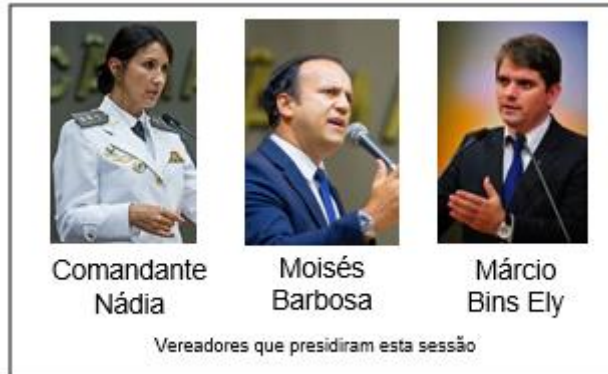 Comandante
Nádia
Moisés
Barbosa
Márcio
Bins Ely
Vereadores que presidiram esta sessão